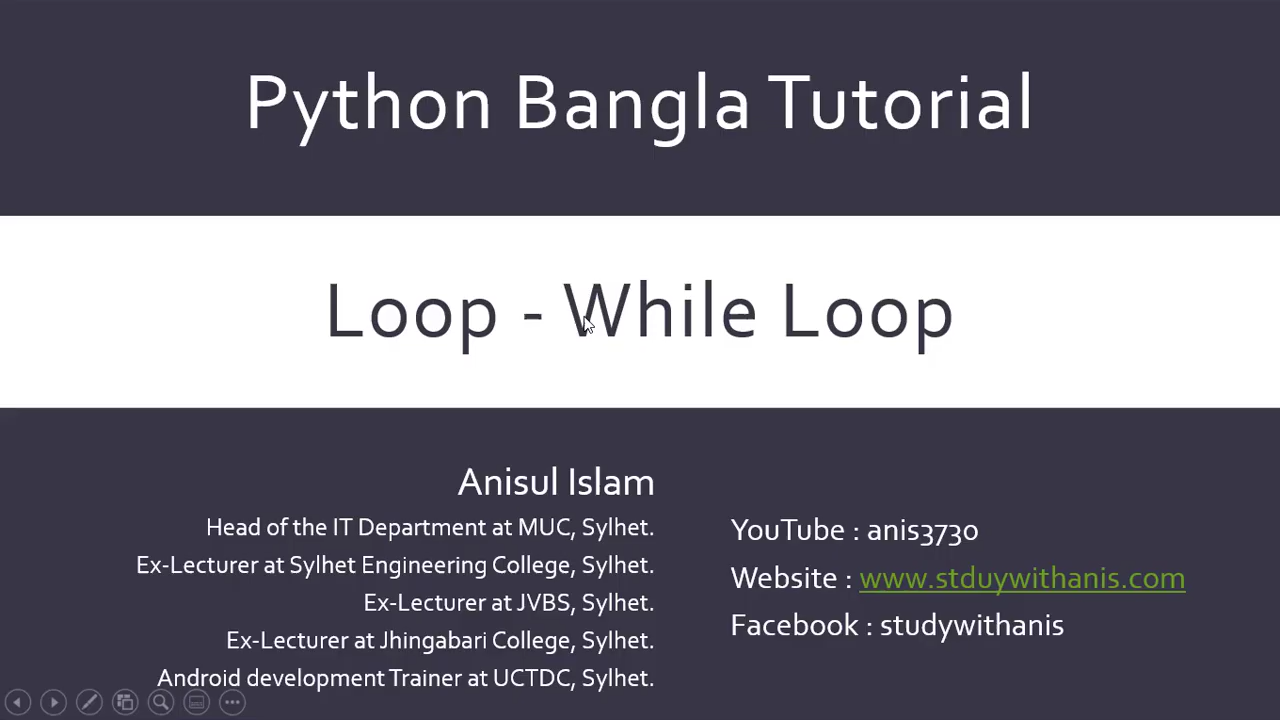 Python Bangla Tutorial
Loop - While Loop
Anisul Islam
Head of the IT Department at MUC, Sylhet.
Ex-Lecturer at Sylhet Engineering College, Sylhet.
Ex-Lecturer at JVBS, Sylhet.
Ex-Lecturer at Jhingabari College, Sylhet.
Android development Trainer at UCTDC, Sylhet.
YouTube : anis3730
Website : www.stduywithanis.com
Facebook : studywithanis